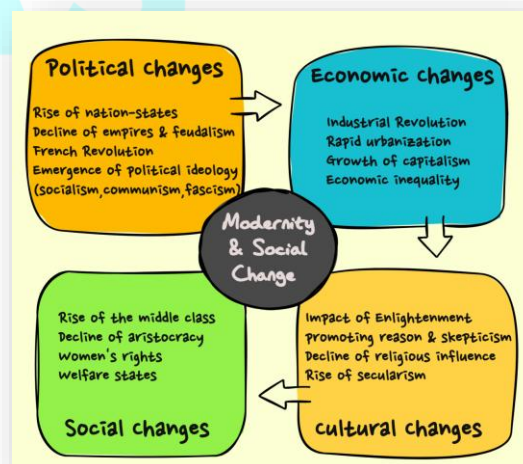 Political changes
Rise of nation-states
Decline of empires & feudalism
French Revolution
Emergence of political ideology
(socialism,communism,fascism)
Economic changes
Industrial Revolution
Rapid urbanization
Growth of capitalism
Economic inequality
Modernity
& Social
Change
Rise of the middle class
Decline of aristocracy
Women's rights
Welfare states
Social changes
Impact of Enlightenment
promoting reason & skepticism
Decline of religious influence
Rise of secularism
cultural changes